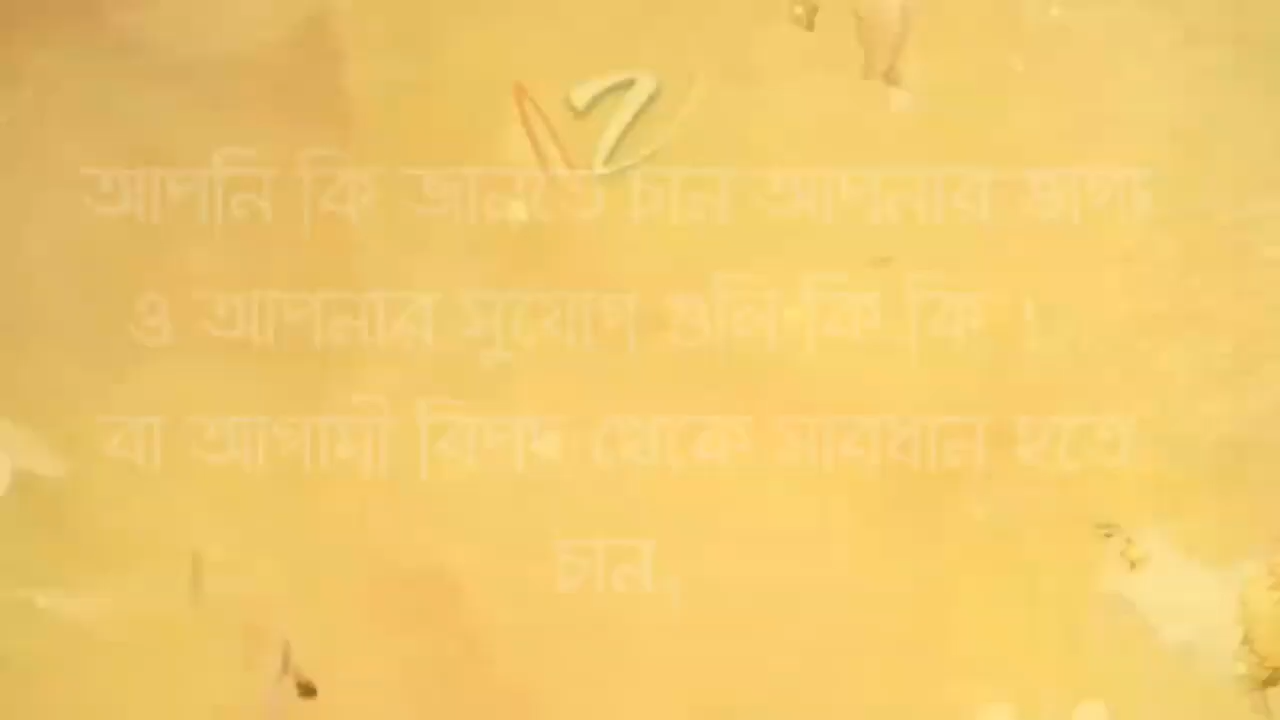 আপনি কি জানতে চান আপনার ভাগ্য
ও আপনার সুযোগ গুলি কি কি !
বা আগামী বিপদ থেকে সাবধান হতে
চান,